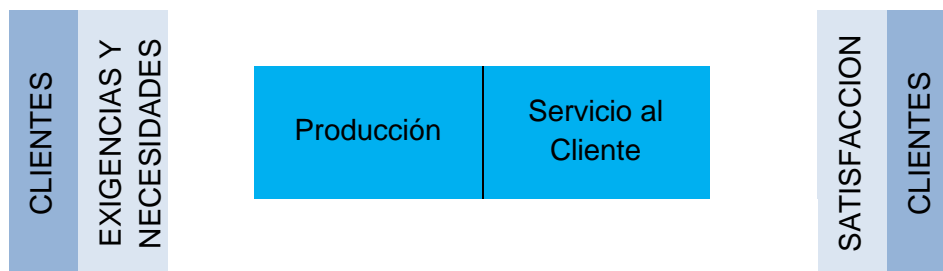 CLIENTES
EXIGENCIAS Y
NECESIDADES
Producción
Servicio al
Cliente
SATISFACCION
CLIENTES